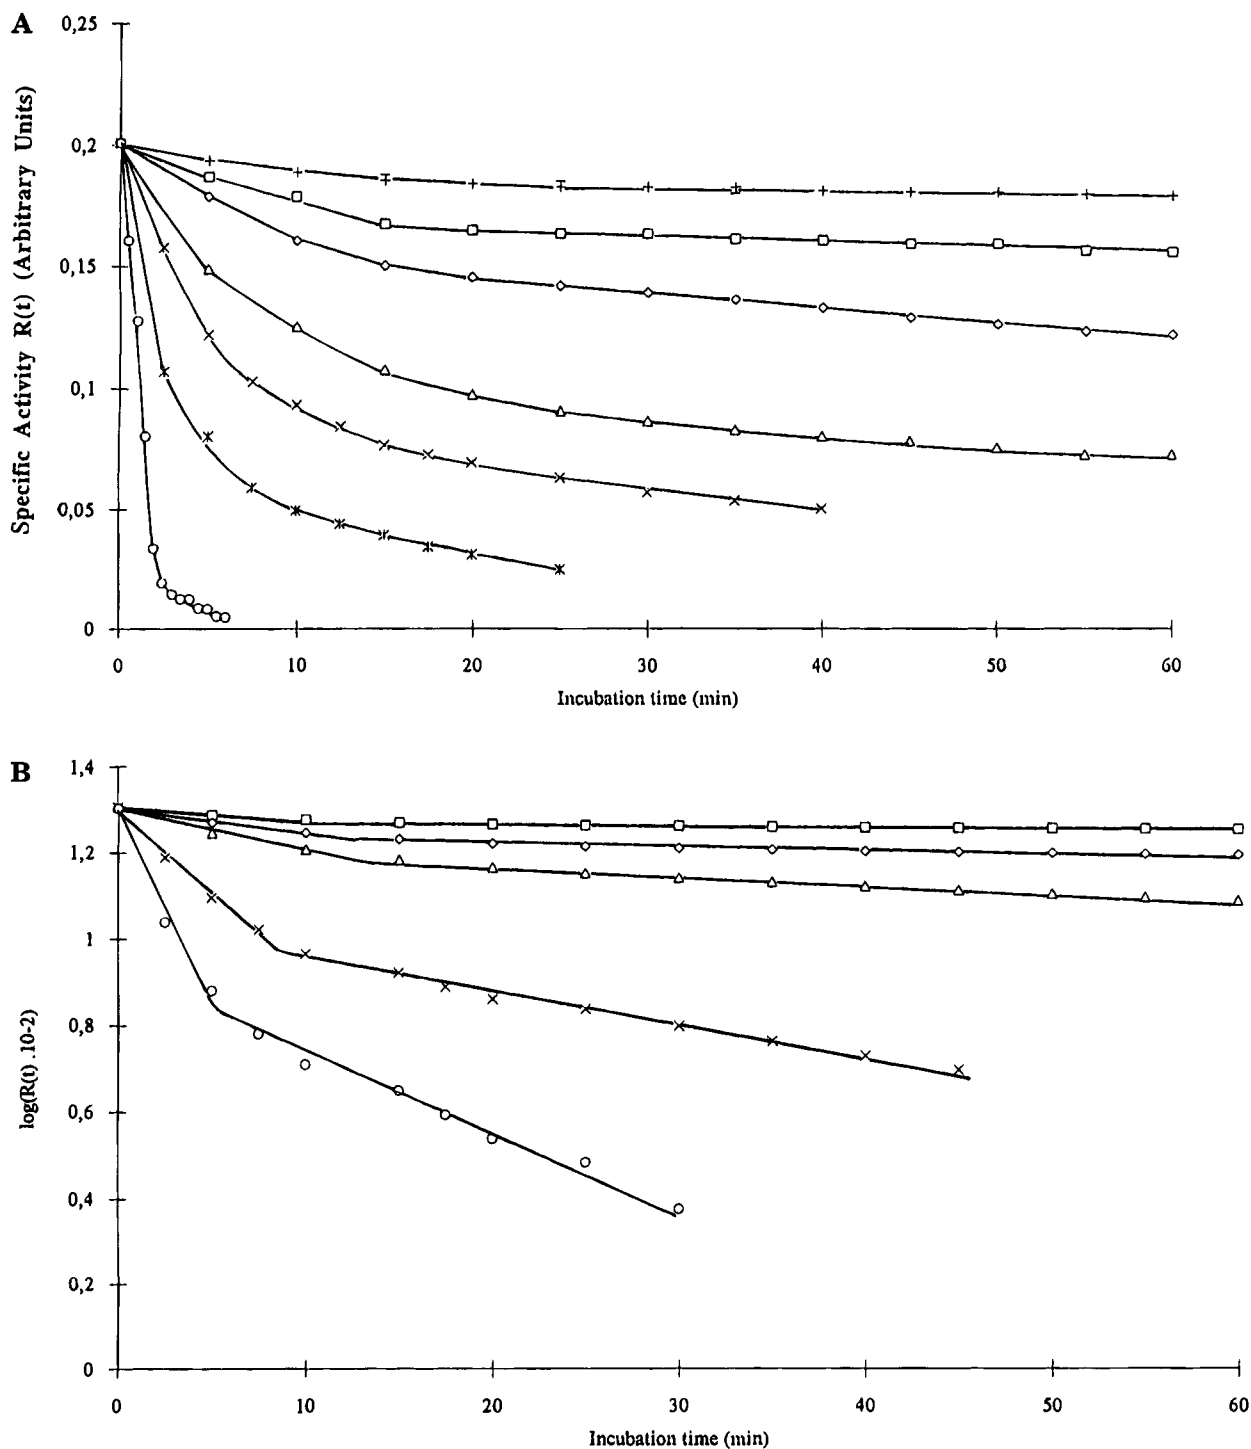 A
Specific Activity R(t) (Arbitrary Units)
0,25
0,2
0,15
0,1
0,05
0
0 10 20 30 40 50 60
Incubation time (min)
B
log(R(t) .10-2)
1,4
1,2
1
0,8
0,6
0,4
0,2
0
0 10 20 30 40 50 60
Incubation time (min)